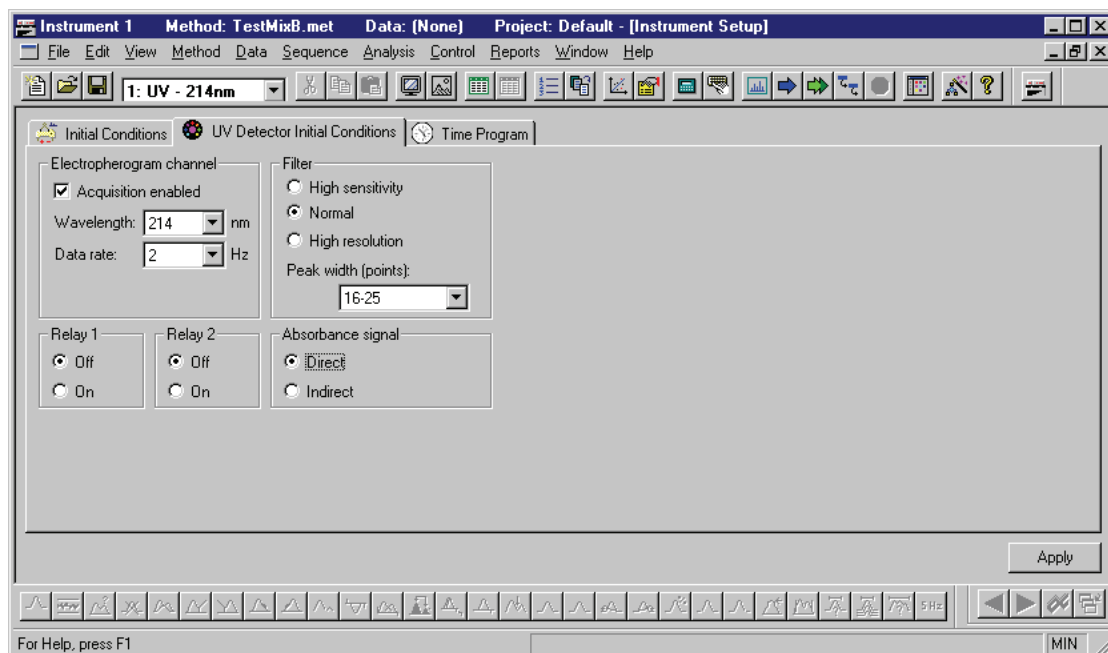 Instrument 1 Method: TestMixB.met Data: (None) Project: Default - [Instrument Setup]
File Edit View Method Data Sequence Analysis Control Reports Window Help
1: UV - 214nm
Initial Conditions UV Detector Initial Conditions Time Program
Electropherogram channel
Acquisition enabled
Wavelength: 214 nm
Data rate: 2 Hz
Filter
High sensitivity
Normal
High resolution
Peak width (points):
16-25
Relay 1
Off
On
Relay 2
Off
On
Absorbance signal
Direct
Indirect
Apply
5Hz
For Help, press F1
MIN